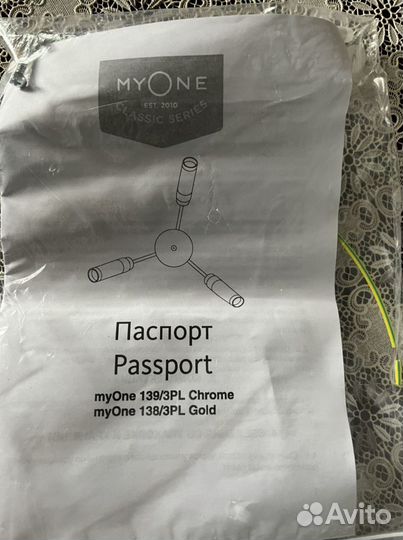 MYONE
EST. 2010
CLASSIC SERIES
Паспорт
Passport
myOne 139/3PL Chrome
myOne 138/3PL Gold
Avito